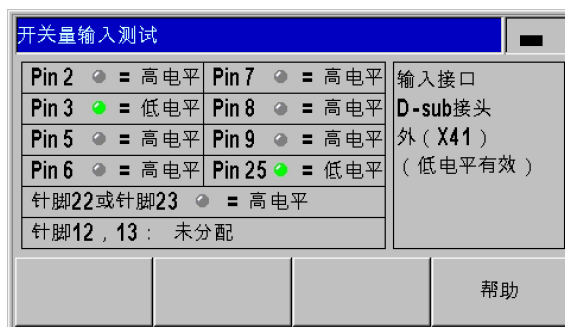 开关量输入测试
Pin 2 = 高电平 Pin 7 = 高电平
Pin 3 = 低电平 Pin 8 = 高电平
Pin 5 = 高电平 Pin 9 = 高电平
Pin 6 = 高电平 Pin 25 = 低电平
针脚22或针脚23 = 高电平
针脚12，13： 未分配
输入接口
D-sub接头
外（X41）
（低电平有效）
帮助